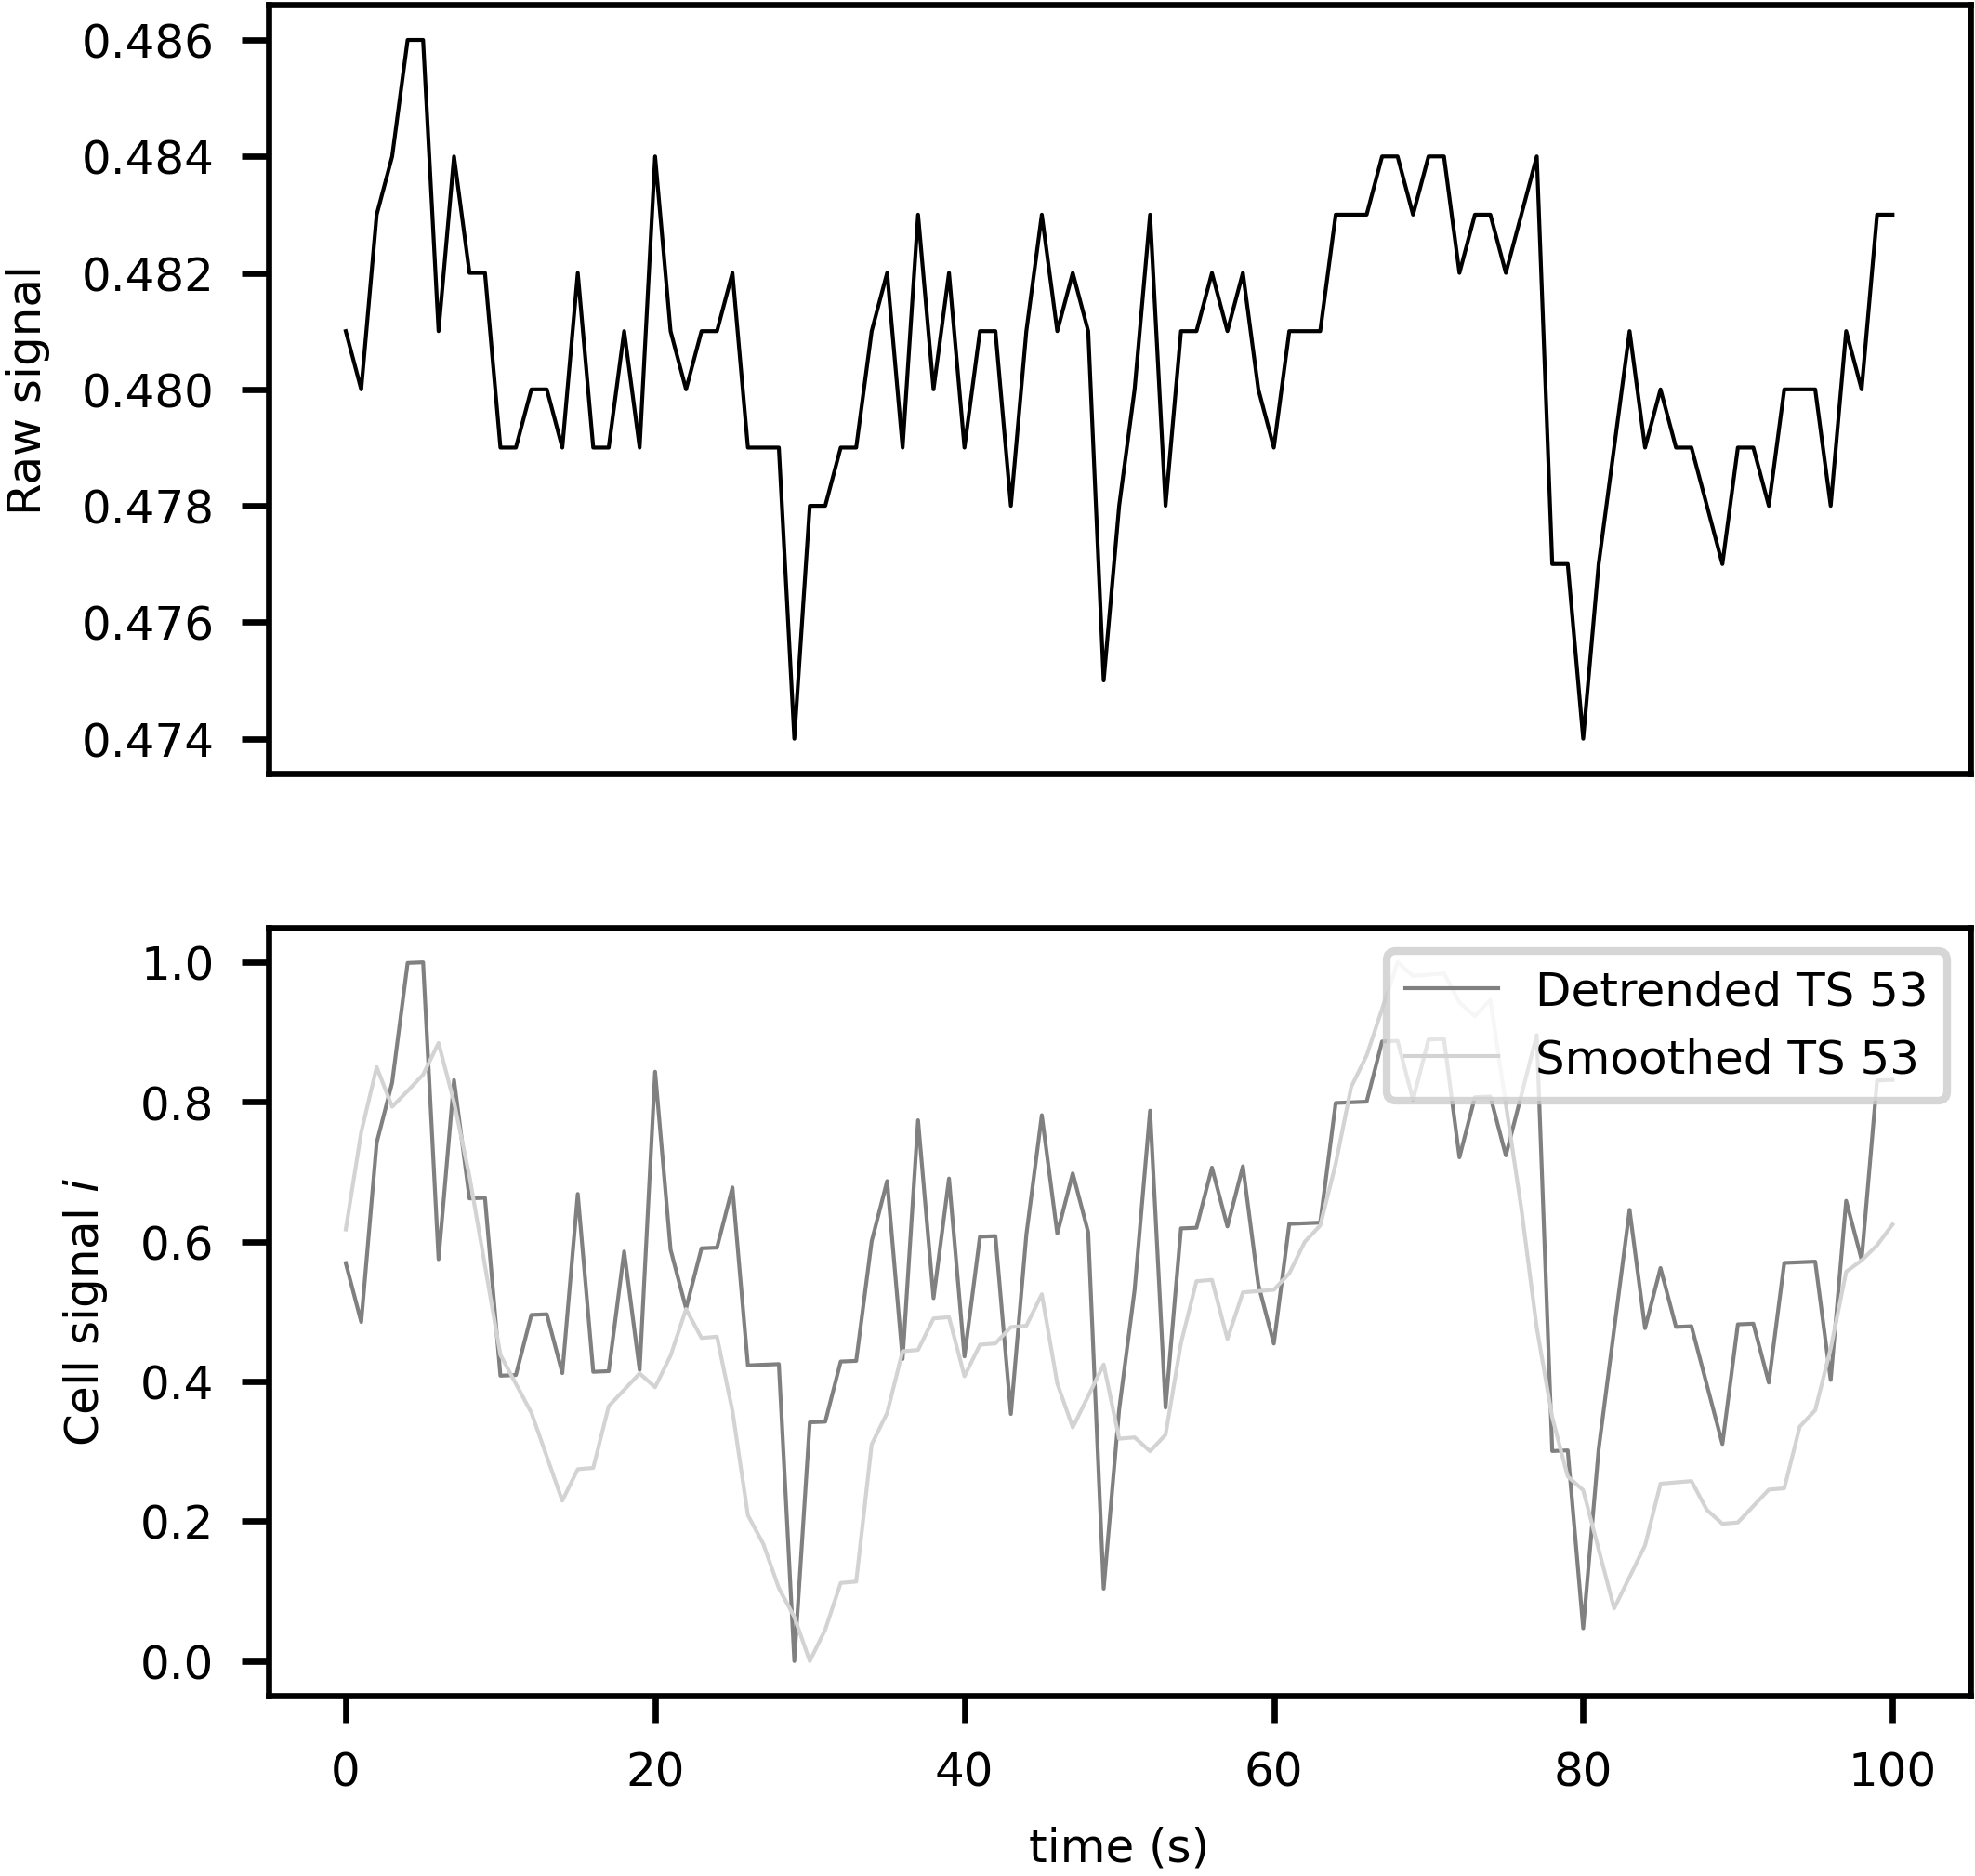 Raw signal
0.486
0.484
0.482
0.480
0.478
0.476
0.474
Cell signal i
1.0
0.8
0.6
0.4
0.2
0.0
Detrended TS 53
Smoothed TS 53
0 20 40 60 80 100
time (s)